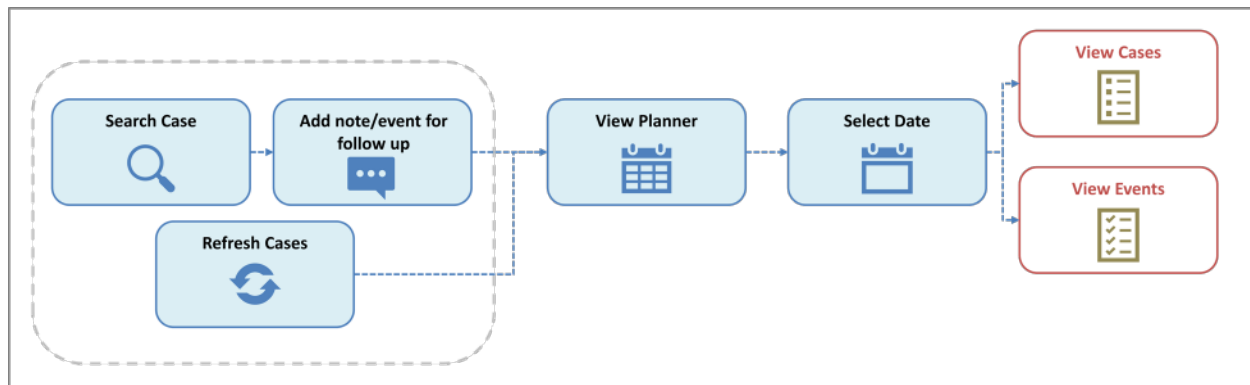 Search Case
Add note/event for
follow up
Refresh Cases
View Planner
Select Date
View Cases
View Events